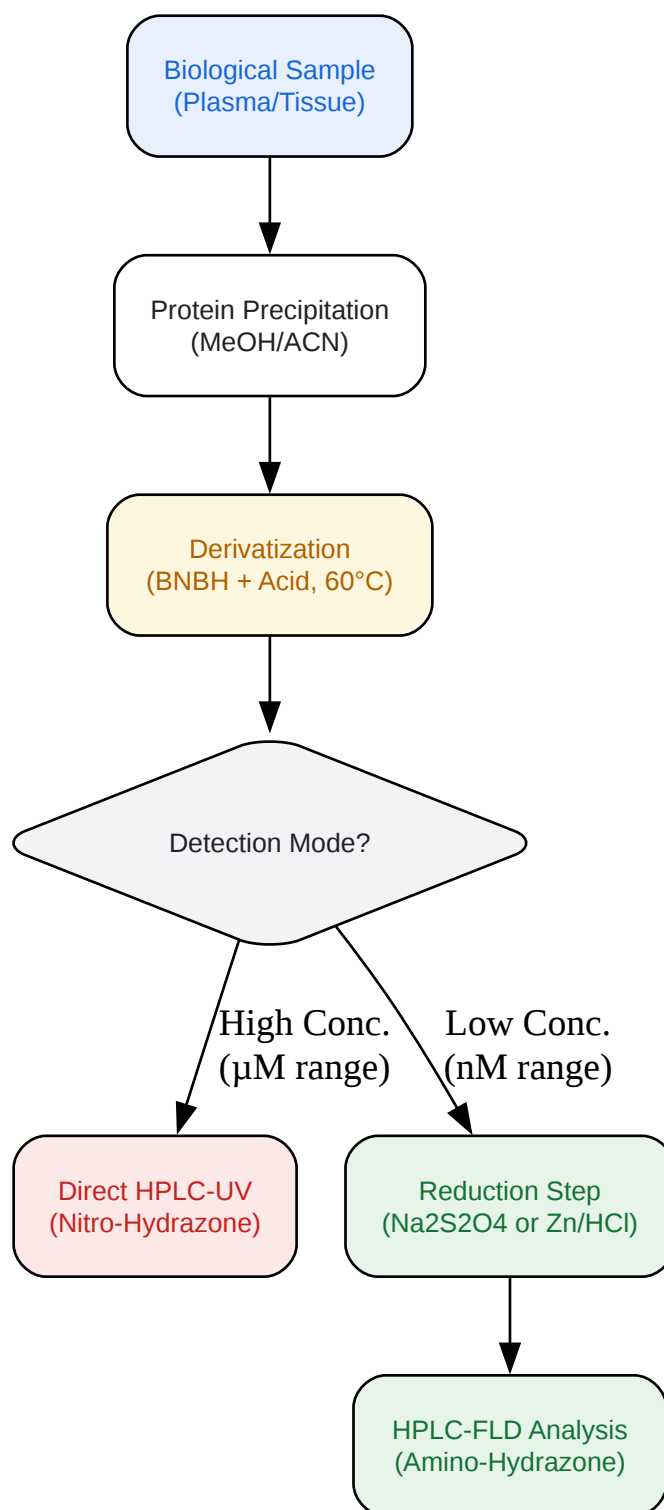 Biological Sample
(Plasma/Tissue)
Protein Precipitation
(MeOH/ACN)
Derivatization
(BNBH + Acid, 60°C)
Detection Mode?
High Conc.
(µM range)
Low Conc.
(nM range)
Direct HPLC-UV
(Nitro-Hydrazone)
Reduction Step
(Na2S2O4 or Zn/HCl)
HPLC-FLD Analysis
(Amino-Hydrazone)